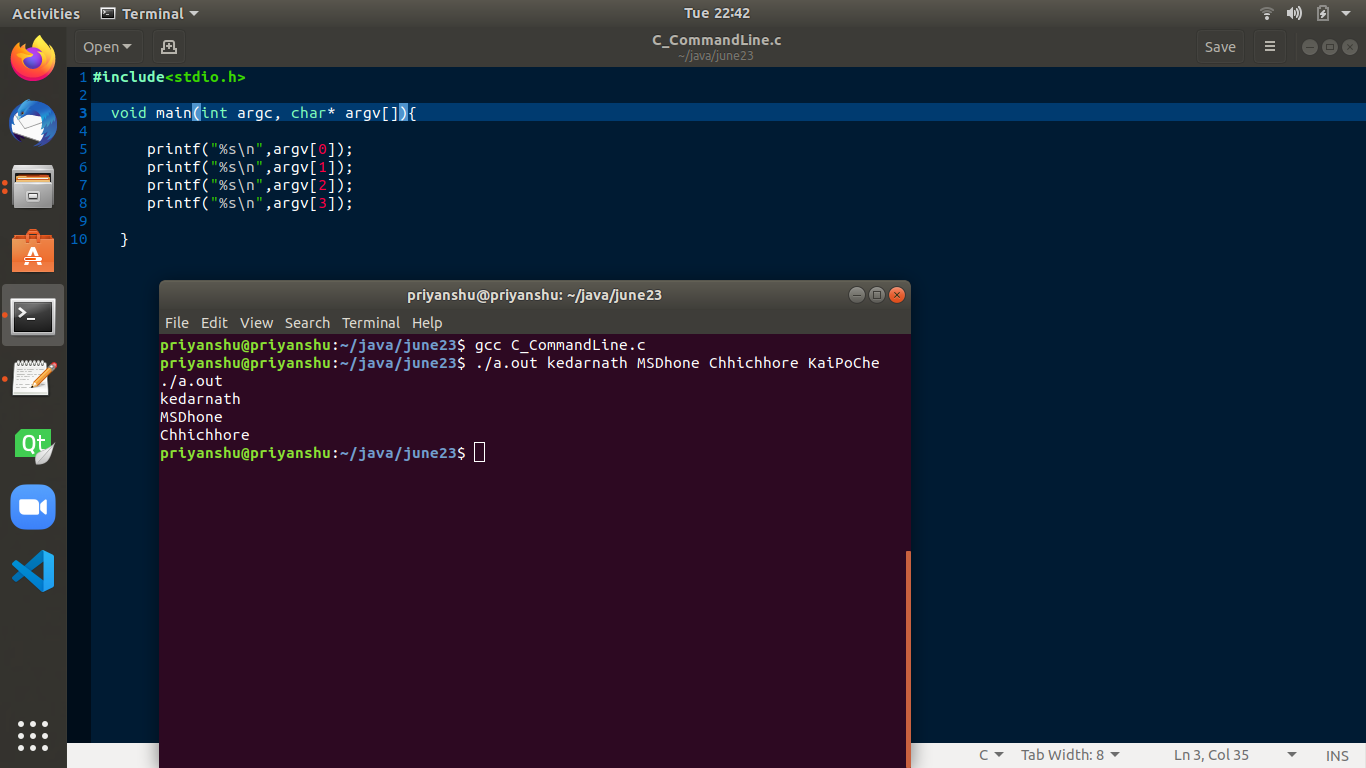 Activities Terminal Tue 22:42
Open C_CommandLine.c Save
~/java/june23
1 #include<stdio.h>
2
3 void main(int argc, char* argv[]){
4
5 printf("%s\n",argv[0]);
6 printf("%s\n",argv[1]);
7 printf("%s\n",argv[2]);
8 printf("%s\n",argv[3]);
9
10 }
priyanshu@priyanshu: ~/java/june23
File Edit View Search Terminal Help
priyanshu@priyanshu:~/java/june23$ gcc C_CommandLine.c
priyanshu@priyanshu:~/java/june23$ ./a.out kedarnath MSDhone Chhichhore KaiPoChe
./a.out
kedarnath
MSDhone
Chhichhore
priyanshu@priyanshu:~/java/june23$
Qt
C Tab Width: 8 Ln 3, Col 35 INS